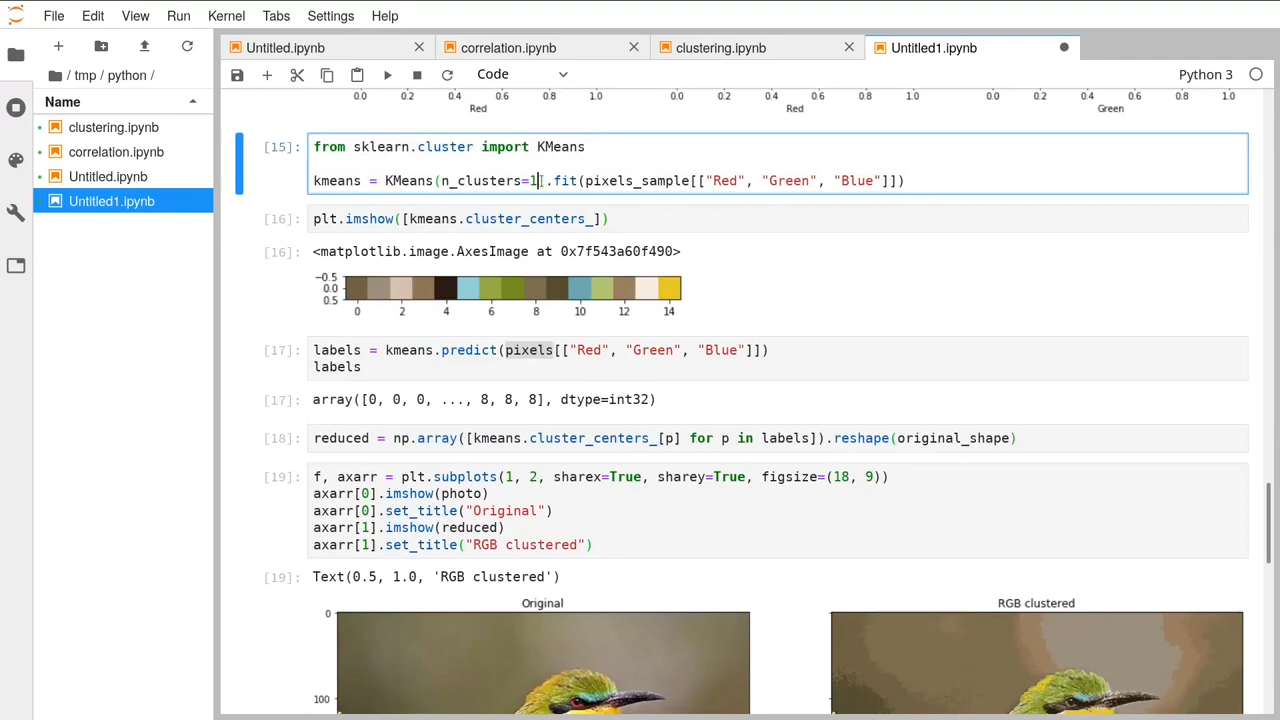 File Edit View Run Kernel Tabs Settings Help
Untitled.ipynb correlation.ipynb clustering.ipynb Untitled1.ipynb
Code Python 3
/ tmp / python /
Name
clustering.ipynb
correlation.ipynb
Untitled.ipynb
Untitled1.ipynb
0.0 0.2 0.4 0.6 0.8 1.0 0.0 0.2 0.4 0.6 0.8 1.0 0.0 0.2 0.4 0.6 0.8 1.0
Red Red Green
[15]: from sklearn.cluster import KMeans
kmeans = KMeans(n_clusters=1).fit(pixels_sample[["Red", "Green", "Blue"]])
[16]: plt.imshow([kmeans.cluster_centers_])
[16]: <matplotlib.image.AxesImage at 0x7f543a60f490>
−0.5
0.0
0.5
0 2 4 6 8 10 12 14
[17]: labels = kmeans.predict(pixels[["Red", "Green", "Blue"]])
labels
[17]: array([0, 0, 0, ..., 8, 8, 8], dtype=int32)
[18]: reduced = np.array([kmeans.cluster_centers_[p] for p in labels]).reshape(original_shape)
[19]: f, axarr = plt.subplots(1, 2, sharex=True, sharey=True, figsize=(18, 9))
axarr[0].imshow(photo)
axarr[0].set_title("Original")
axarr[1].imshow(reduced)
axarr[1].set_title("RGB clustered")
[19]: Text(0.5, 1.0, 'RGB clustered')
Original RGB clustered
0
100